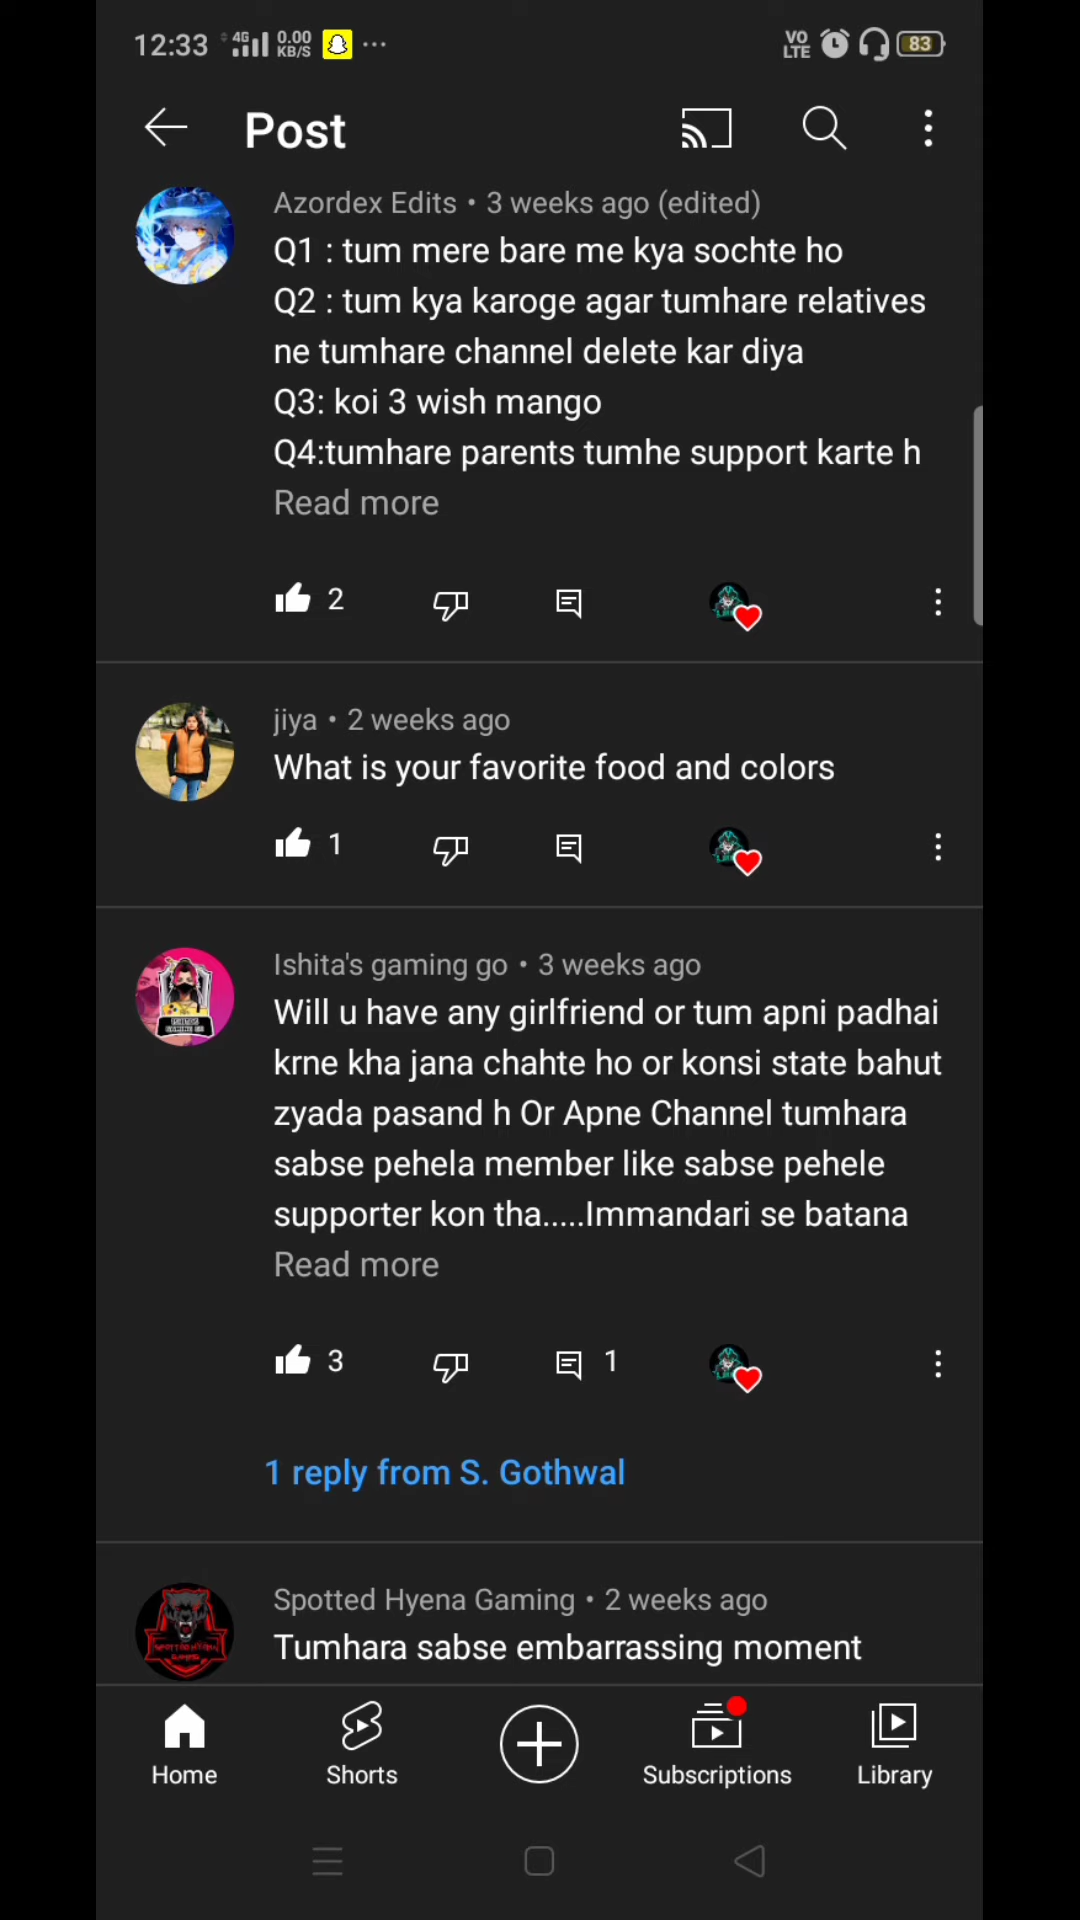 12:33 4G 0.00 KB/S VO LTE 83
Post
Azordex Edits • 3 weeks ago (edited)
Q1 : tum mere bare me kya sochte ho
Q2 : tum kya karoge agar tumhare relatives
ne tumhare channel delete kar diya
Q3: koi 3 wish mango
Q4:tumhare parents tumhe support karte h
Read more
2
jiya • 2 weeks ago
What is your favorite food and colors
1
Ishita's gaming go • 3 weeks ago
Will u have any girlfriend or tum apni padhai
krne kha jana chahte ho or konsi state bahut
zyada pasand h Or Apne Channel tumhara
sabse pehela member like sabse pehele
supporter kon tha.....Immandari se batana
Read more
3 1
1 reply from S. Gothwal
Spotted Hyena Gaming • 2 weeks ago
Tumhara sabse embarrassing moment
Home Shorts Subscriptions Library